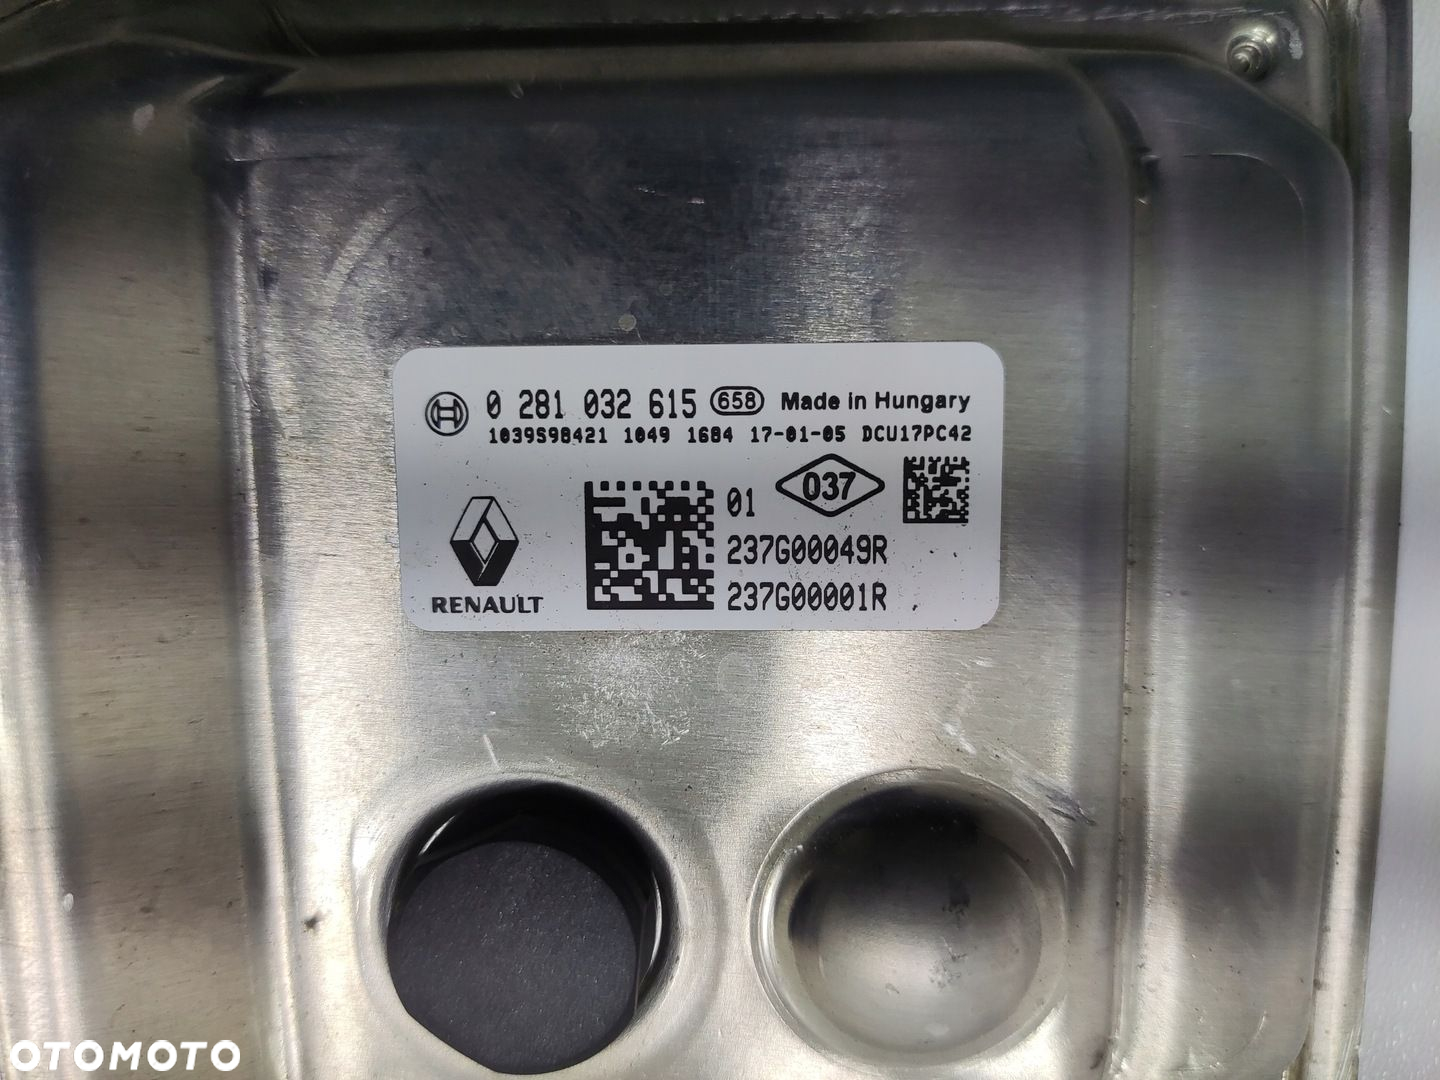 0 281 032 615 658 Made in Hungary
1039S98421 1049 1684 17-01-05 DCU17PC42
01 037
237G00049R
237G00001R
RENAULT
OTOMOTO